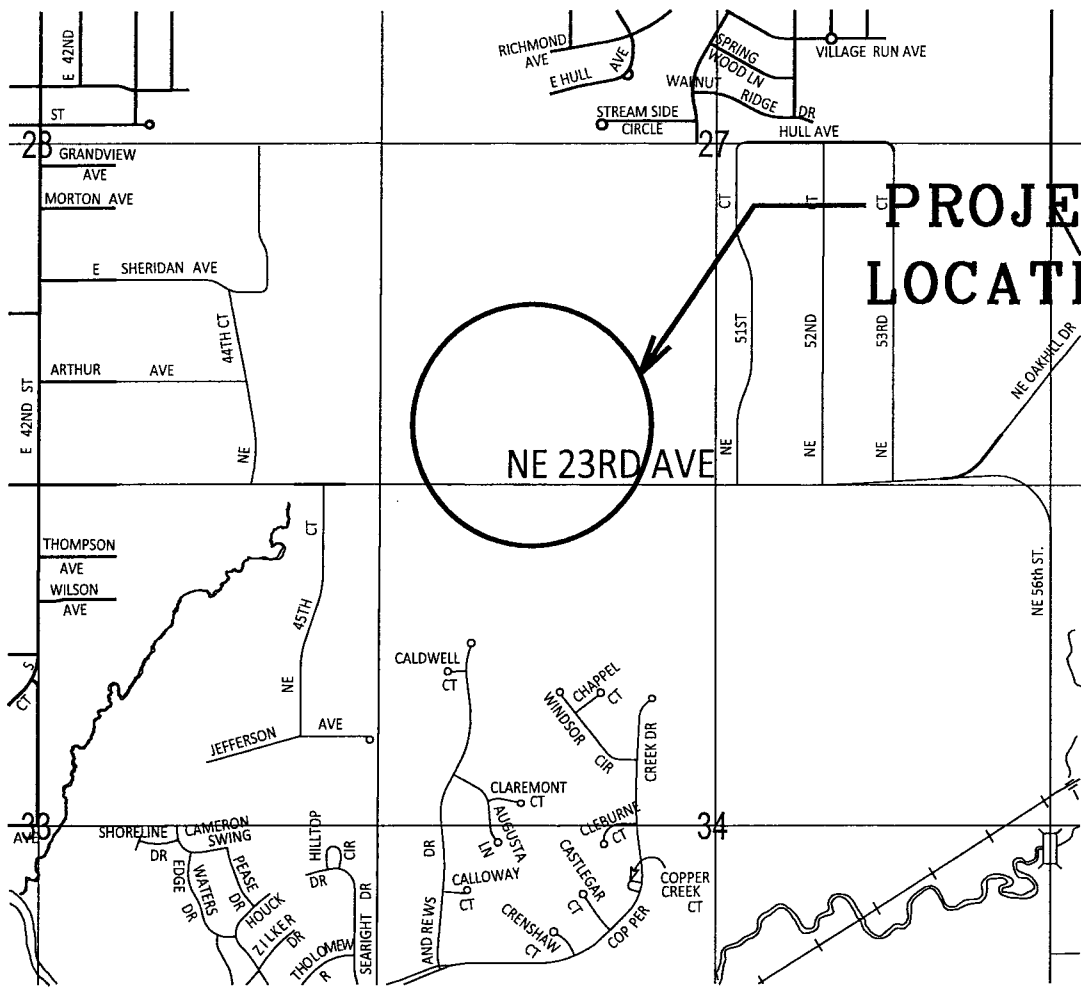 E 42ND
RICHMOND
AVE
E HULL
AVE
SPRING
WOOD LN
VILLAGE RUN AVE
WALNUT
RIDGE
DR
ST
STREAM SIDE
CIRCLE
HULL AVE
27
GRANDVIEW
AVE
MORTON AVE
CT
CT
CT
PROJE
LOCATI
E SHERIDAN AVE
44TH CT
51ST
52ND
53RD
NE OAKHILL DR
ARTHUR AVE
E 42ND ST
NE
NE
NE
NE
NE 23RD AVE
CT
THOMPSON
AVE
WILSON
AVE
NE 56th ST.
45TH
NE
CALDWELL
CT
CHAPPEL
CT
WINDSOR
CIR
S
CT
JEFFERSON
AVE
CREEK DR
CLAREMONT
CT
AUGUSTA
LN
CLEBURNE
CT
34
33
AVE
SHORELINE
DR
CAMERON
SWING
HILLTOP
CIR
DR
EDGE DR
WATERS
PEASE
DR
HOUCK
ZILKER
DR
THOLOMEW
R
SEARIGHT DR
DR
ANDREWS
CALLOWAY
CT
CASTLEGAR
CT
CRENSHAW
CT
COPPER
COPPER
CREEK
CT